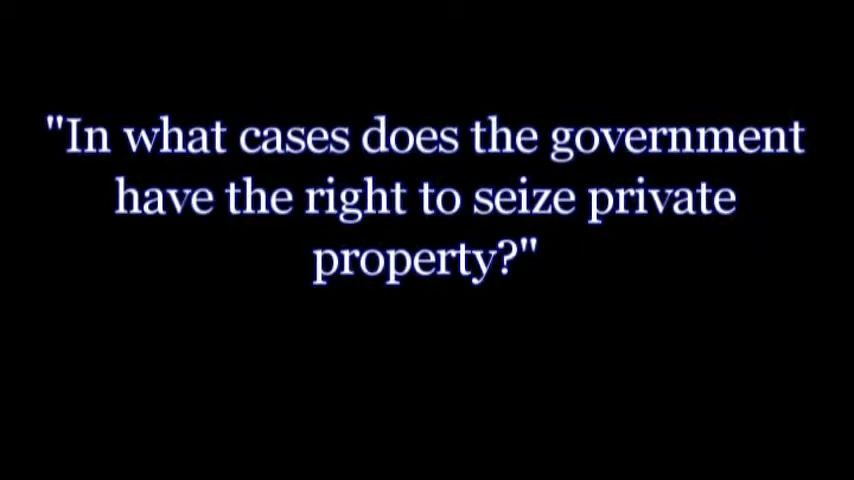 "In what cases does the government
have the right to seize private
property?"